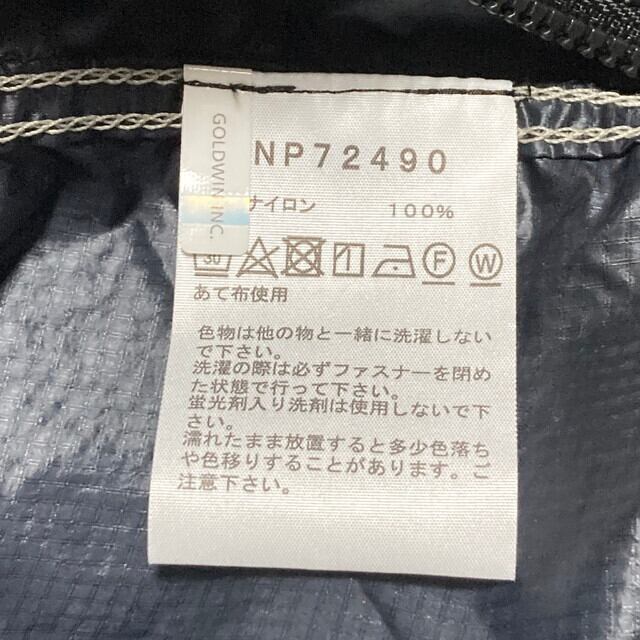 GOLDWIN INC.
NP72490
ナイロン 100%
30 F W
あて布使用
色物は他の物と一緒に洗濯しない
で下さい。
洗濯の際は必ずファスナーを閉め
た状態で行って下さい。
蛍光剤入り洗剤は使用しないで下
さい。
濡れたまま放置すると多少色落ち
や色移りすることがあります。ご
注意下さい。